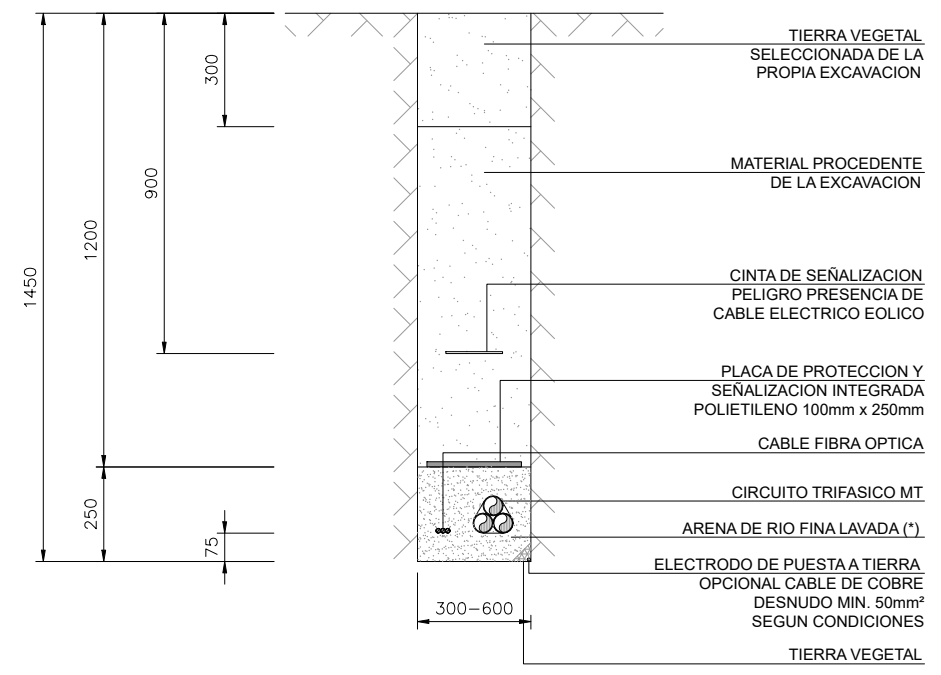 TIERRA VEGETAL
SELECCIONADA DE LA
PROPIA EXCAVACION
300
MATERIAL PROCEDENTE
DE LA EXCAVACION
900
1200
1450
CINTA DE SEÑALIZACION
PELIGRO PRESENCIA DE
CABLE ELECTRICO EOLICO
PLACA DE PROTECCION Y
SEÑALIZACION INTEGRADA
POLIETILENO 100mm x 250mm
CABLE FIBRA OPTICA
CIRCUITO TRIFASICO MT
250
ARENA DE RIO FINA LAVADA (*)
75
ELECTRODO DE PUESTA A TIERRA
OPCIONAL CABLE DE COBRE
DESNUDO MIN. 50mm²
SEGUN CONDICIONES
300-600
TIERRA VEGETAL